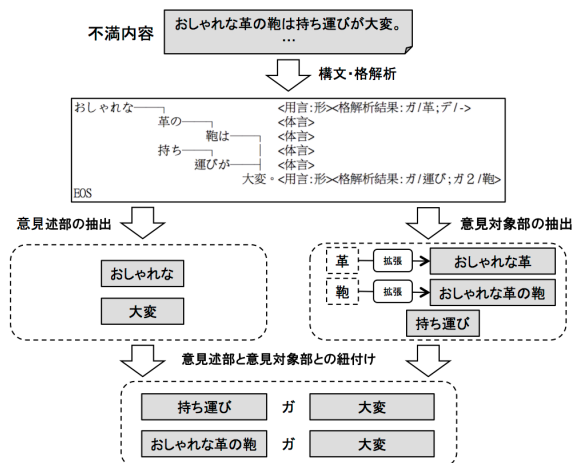 不満内容
おしゃれな革の鞄は持ち運びが大変。
…
構文・格解析
おしゃれな <用言:形><格解析結果:ガ/革;デ/->
革の <体言>
鞄は <体言>
持ち <体言>
運びが <体言>
大変。<用言:形><格解析結果:ガ/運び;ガ2/鞄>
EOS
意見述部の抽出
意見対象部の抽出
おしゃれな
大変
革 拡張 おしゃれな革
鞄 拡張 おしゃれな革の鞄
持ち運び
意見述部と意見対象部との紐付け
持ち運び ガ 大変
おしゃれな革の鞄 ガ 大変